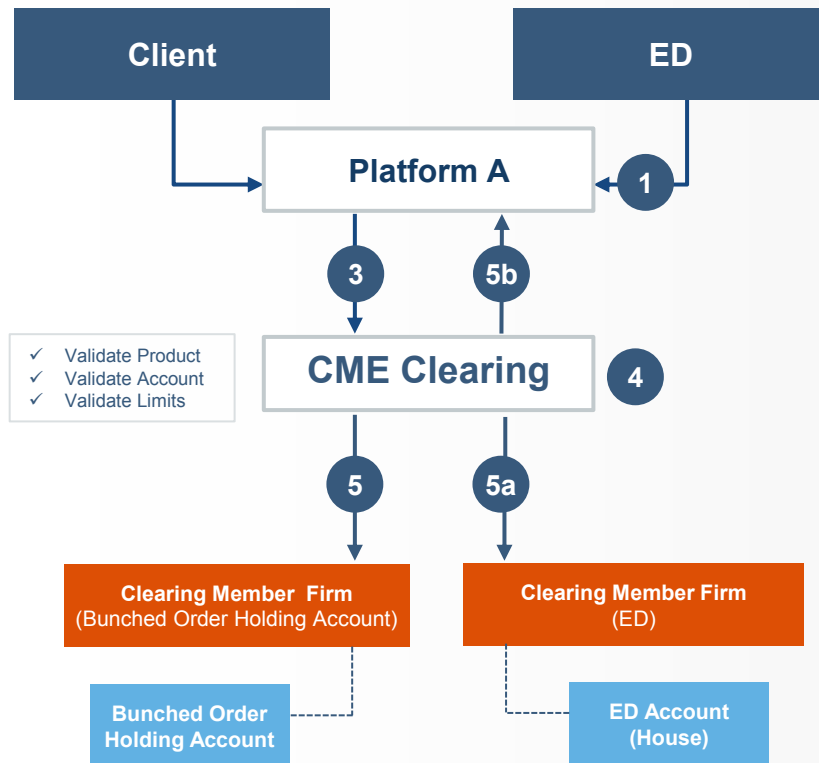 Client
ED
Platform A
1
3
5b
✓ Validate Product
✓ Validate Account
✓ Validate Limits
CME Clearing
4
5
5a
Clearing Member Firm
(Bunched Order Holding Account)
Clearing Member Firm
(ED)
Bunched Order
Holding Account
ED Account
(House)